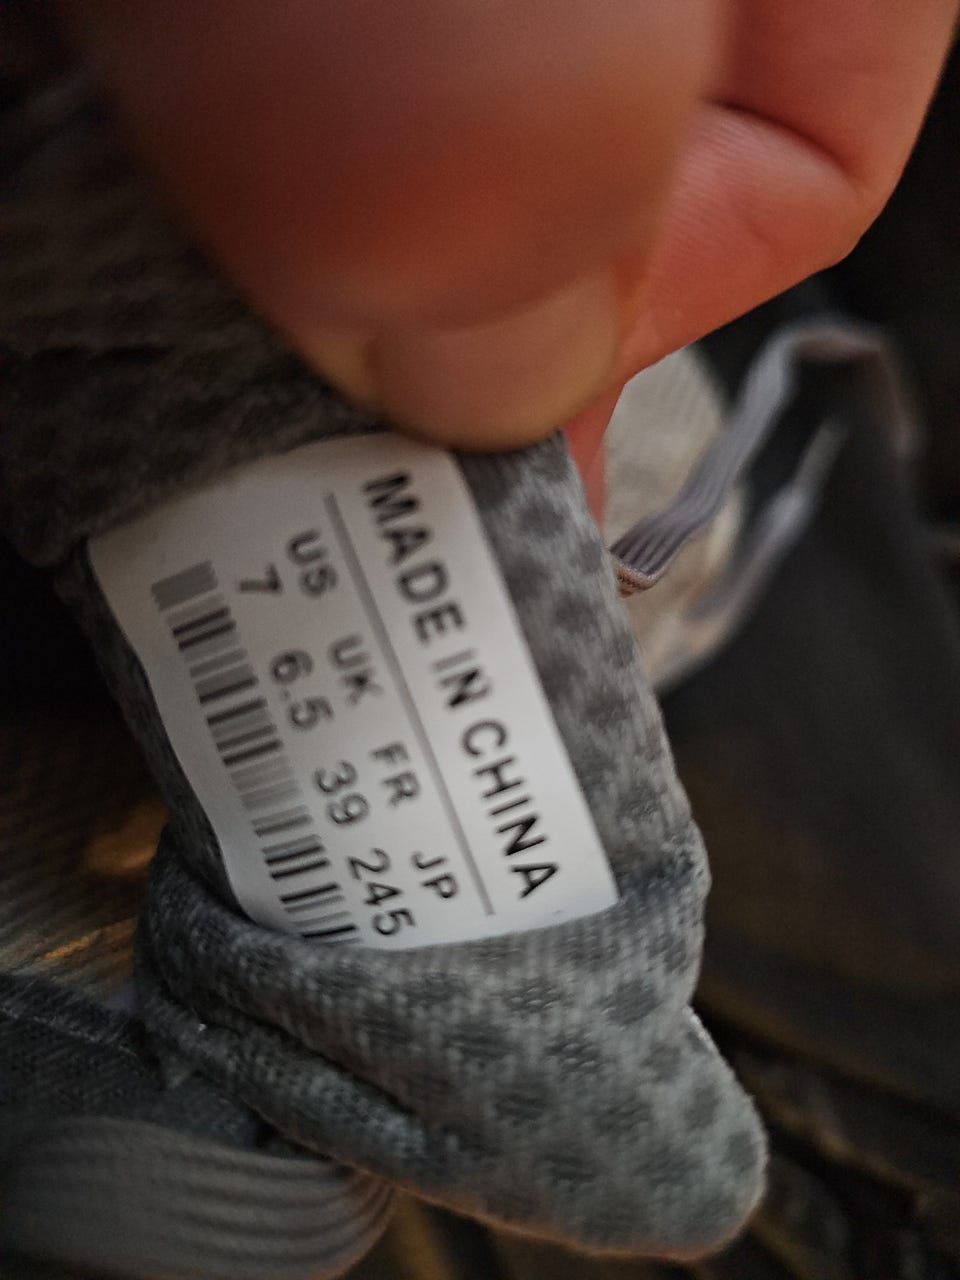 MADE IN CHINA
US UK FR JP
7 6.5 39 245